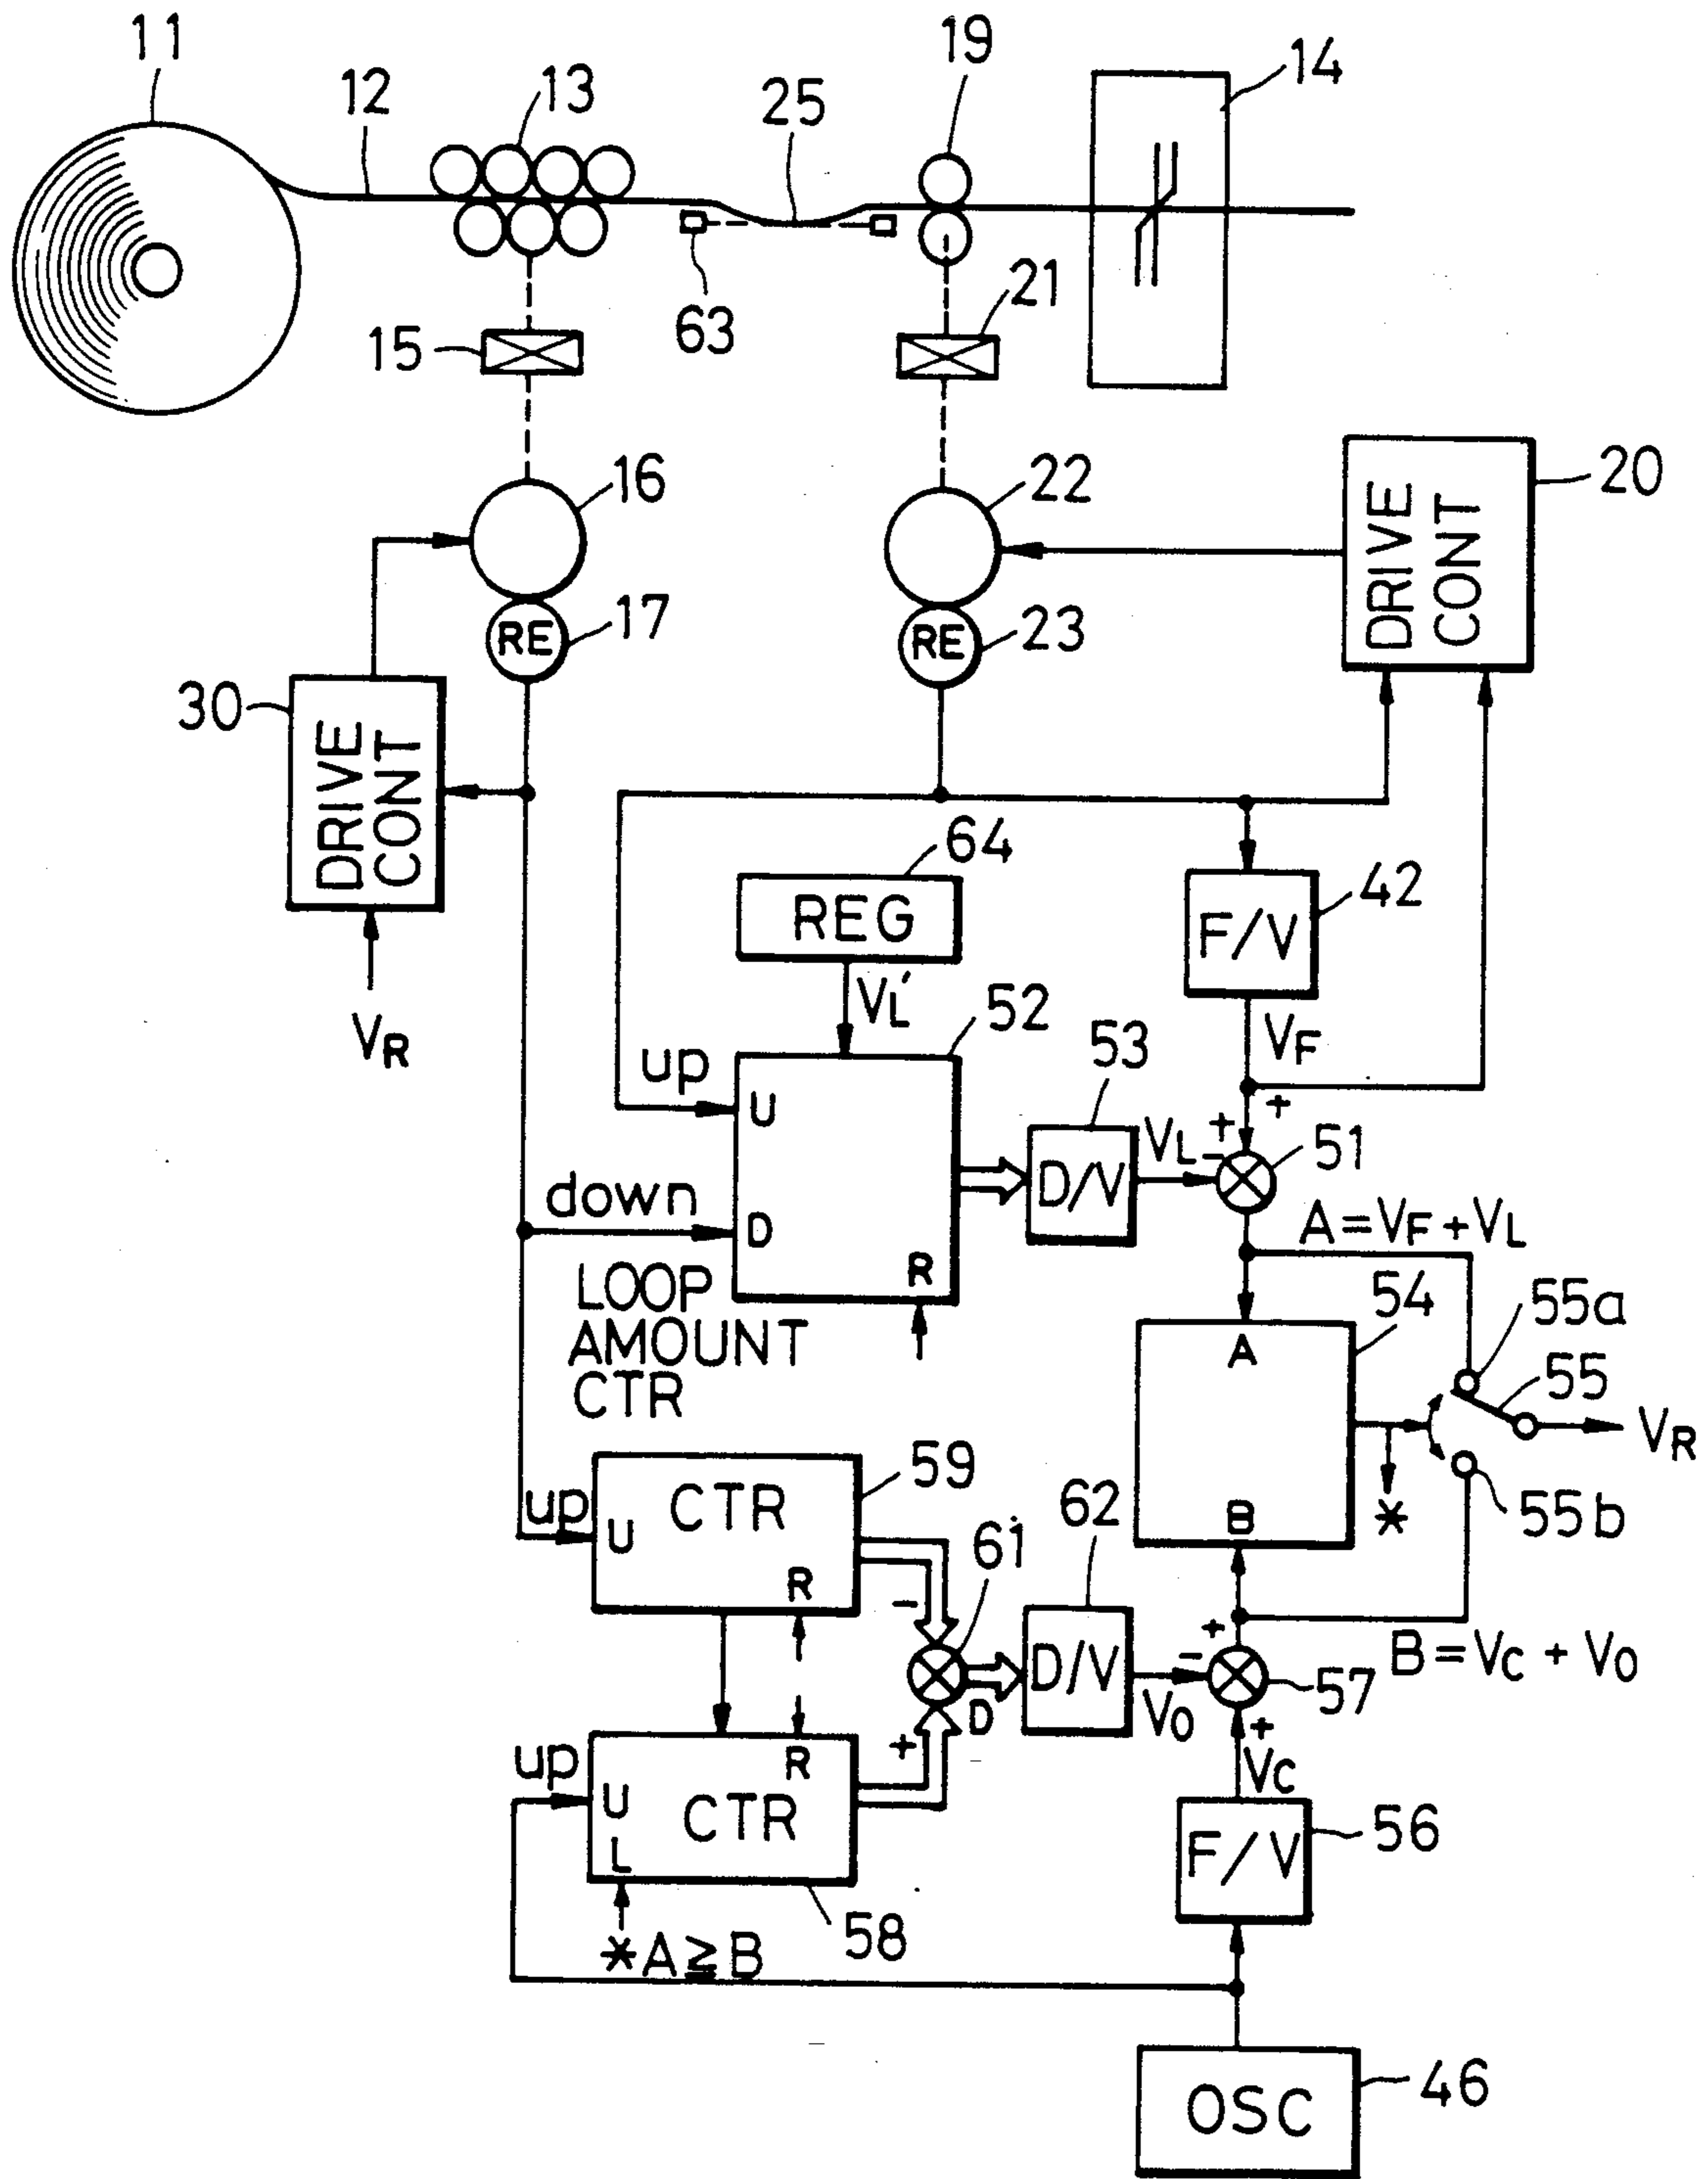 11
12
13
25
19
14
63
21
15
16
22
20
DRIVE
CONT
RE
17
RE
23
30
DRIVE
CONT
VR
64
REG
VL'
42
F/V
VF
52
up
U
53
D/V
VL
+
+
-
51
down
D
R
A=VF+VL
LOOP
AMOUNT
CTR
54
A
B
55a
55
VR
*
55b
59
CTR
up
U
R
-
61
62
D/V
D
VO
+
-
57
B=VC+VO
+
VC
+
up
U
R
CTR
L
58
*A≧B
F/V
56
OSC
46